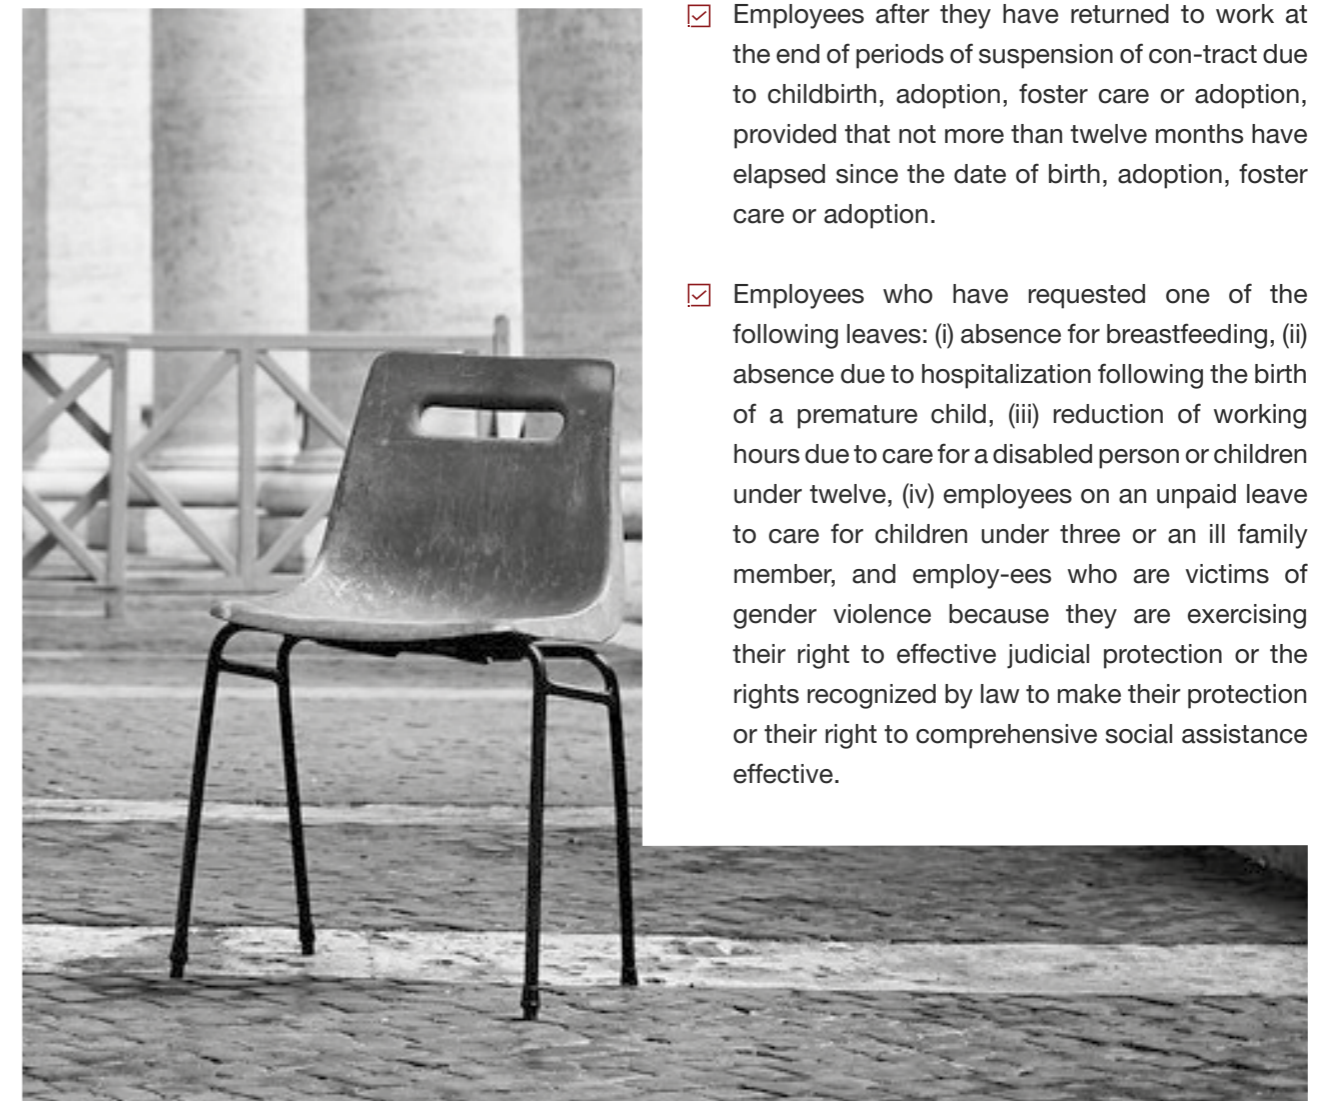 Employees after they have returned to work at
the end of periods of suspension of con-tract due
to childbirth, adoption, foster care or adoption,
provided that not more than twelve months have
elapsed since the date of birth, adoption, foster
care or adoption.
Employees who have requested one of the
following leaves: (i) absence for breastfeeding, (ii)
absence due to hospitalization following the birth
of a premature child, (iii) reduction of working
hours due to care for a disabled person or children
under twelve, (iv) employees on an unpaid leave
to care for children under three or an ill family
member, and employ-ees who are victims of
gender violence because they are exercising
their right to effective judicial protection or the
rights recognized by law to make their protection
or their right to comprehensive social assistance
effective.